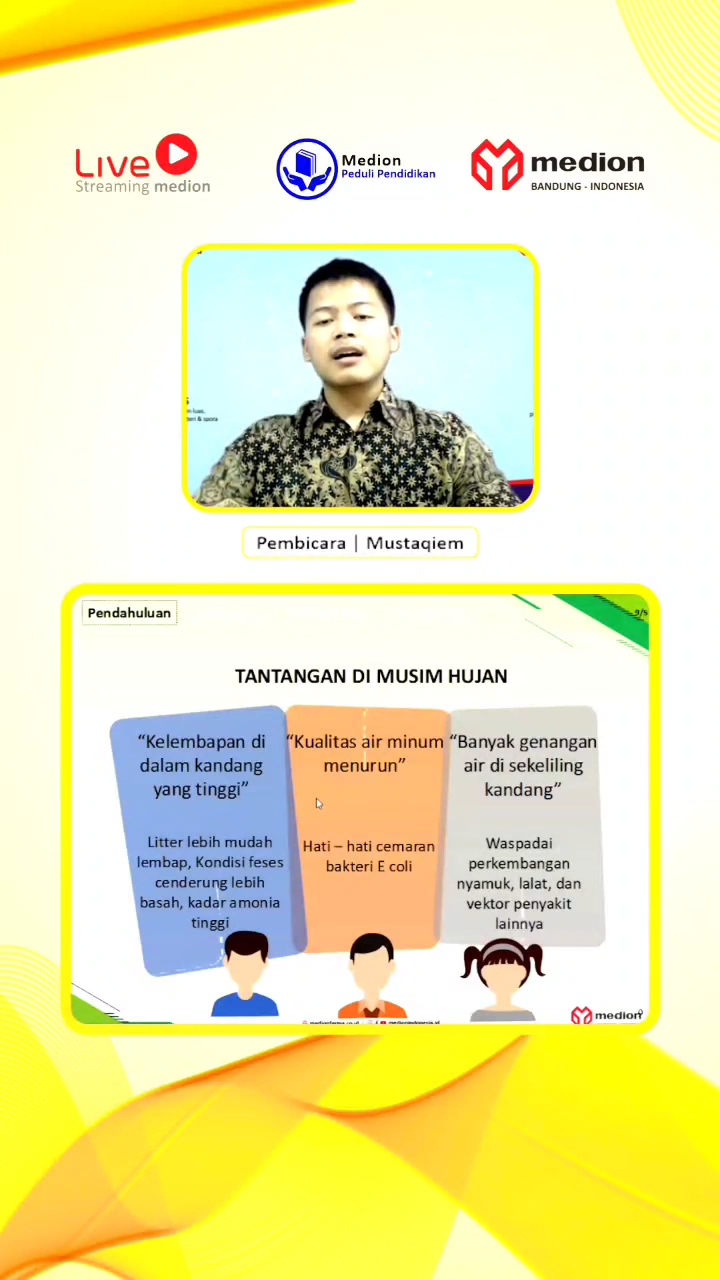 Live
Streaming medion
Medion
Peduli Pendidikan
medion
BANDUNG - INDONESIA
Pembicara | Mustaqiem
Pendahuluan
TANTANGAN DI MUSIM HUJAN
“Kelembapan di
dalam kandang
yang tinggi”
Litter lebih mudah
lembap, Kondisi feses
cenderung lebih
basah, kadar amonia
tinggi
“Kualitas air minum
menurun”
Hati – hati cemaran
bakteri E coli
“Banyak genangan
air di sekeliling
kandang”
Waspadai
perkembangan
nyamuk, lalat, dan
vektor penyakit
lainnya
medion